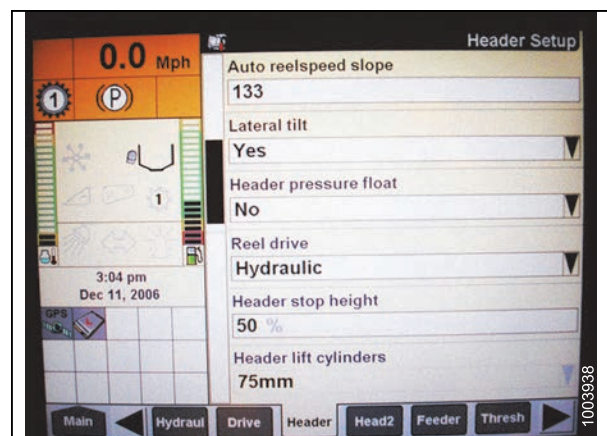 0.0 Mph
Header Setup
1
(P)
Auto reelspeed slope
133
Lateral tilt
Yes
1
Header pressure float
No
Reel drive
Hydraulic
3:04 pm
Dec 11, 2006
Header stop height
50 %
GPS
Header lift cylinders
75mm
Main
Hydraul
Drive
Header
Head2
Feeder
Thresh
1003938